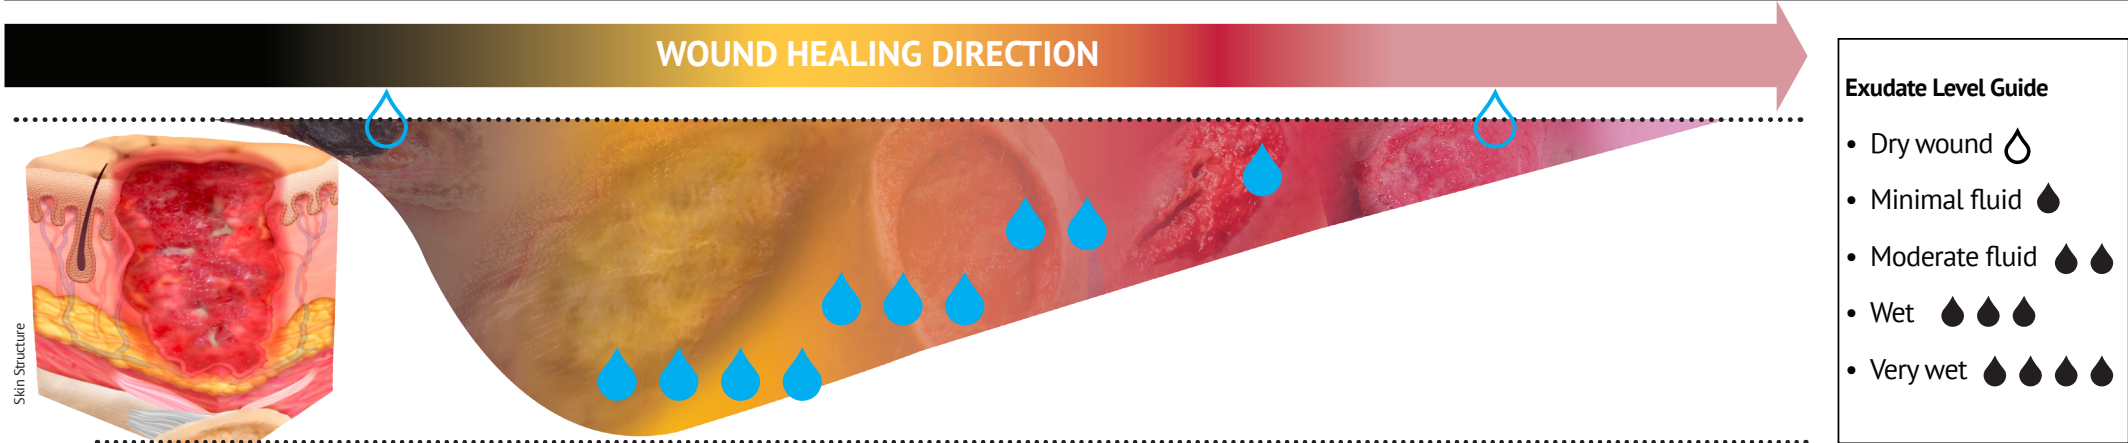 WOUND HEALING DIRECTION
Skin Structure
Exudate Level Guide
• Dry wound
• Minimal fluid
• Moderate fluid
• Wet
• Very wet